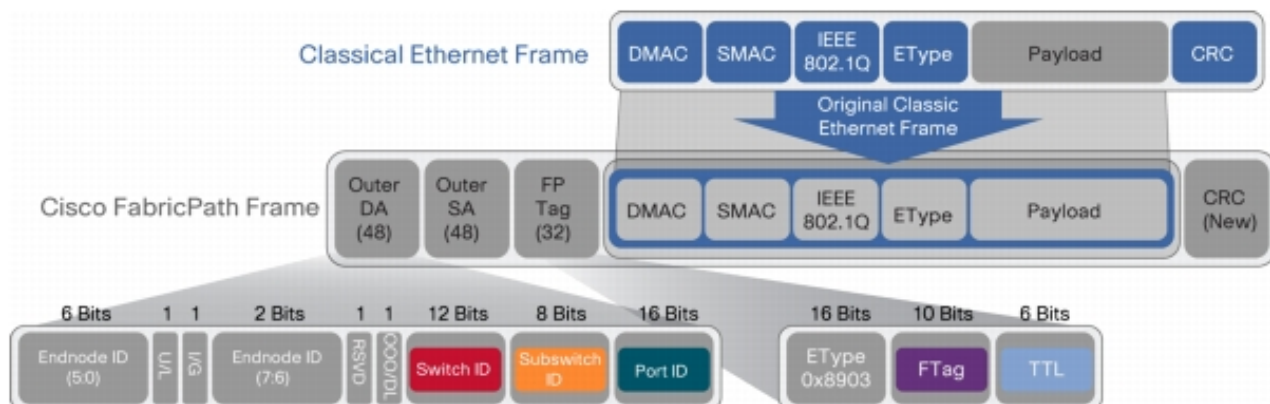 Classical Ethernet Frame
DMAC
SMAC
IEEE
802.1Q
EType
Payload
CRC
Original Classic
Ethernet Frame
Cisco FabricPath Frame
Outer
DA
(48)
Outer
SA
(48)
FP
Tag
(32)
DMAC
SMAC
IEEE
802.1Q
EType
Payload
CRC
(New)
6 Bits
1
1
2 Bits
1
1
12 Bits
8 Bits
16 Bits
Endnode ID
(5:0)
U/L
I/G
Endnode ID
(7:6)
RSVD
OOO/DL
Switch ID
Subswitch
ID
Port ID
16 Bits
10 Bits
6 Bits
EType
0x8903
FTag
TTL